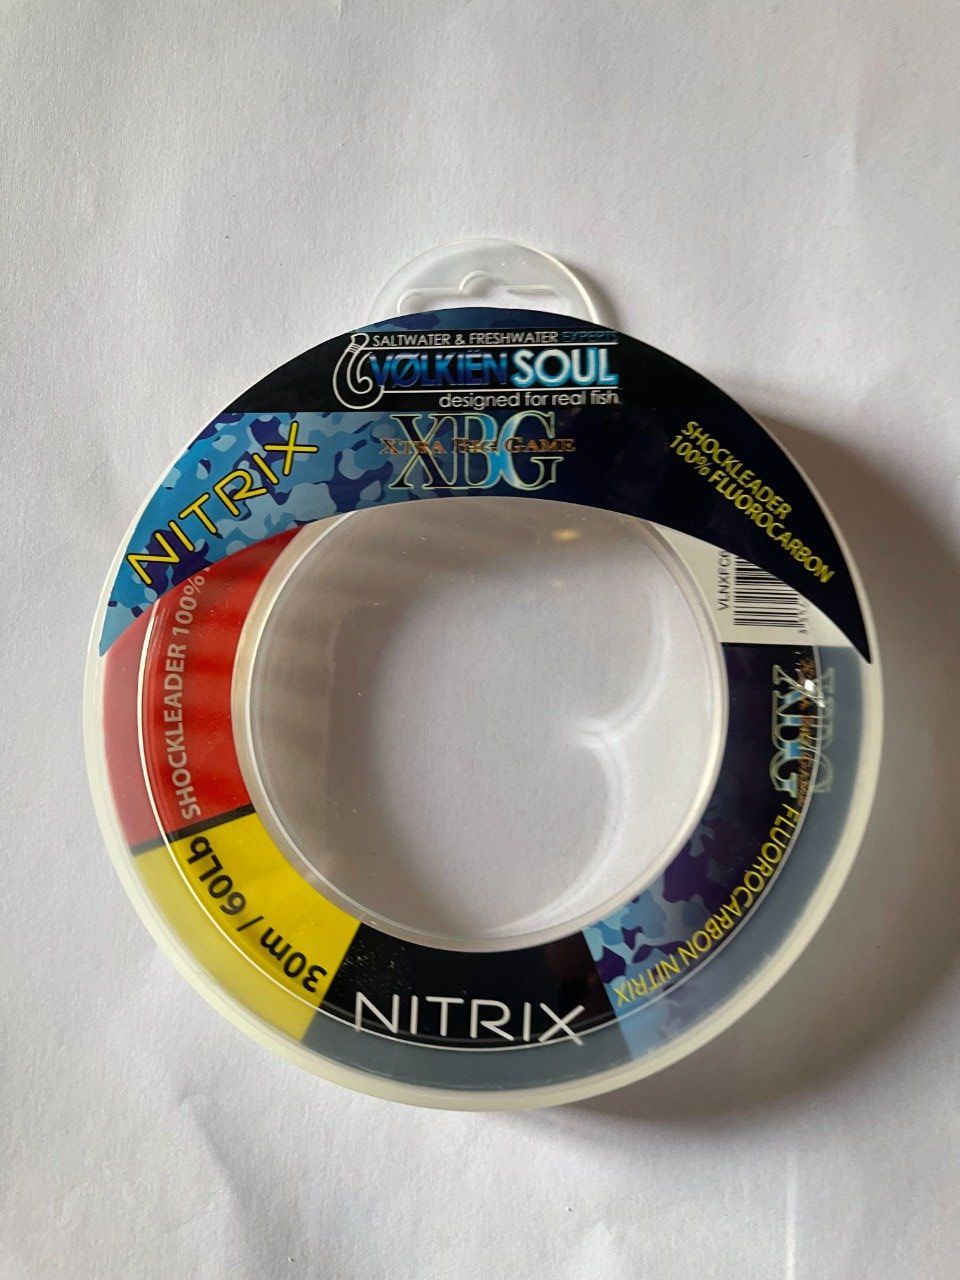 SALTWATER & FRESHWATER EXPERTS
VØLKIËN SOUL
designed for real fish
XBG
XTRA BIG GAME
NITRIX
SHOCKLEADER
100% FLUOROCARBON
SHOCKLEADER 100%
30m / 60Lb
NITRIX
FLUOROCARBON NITRIX
XBG